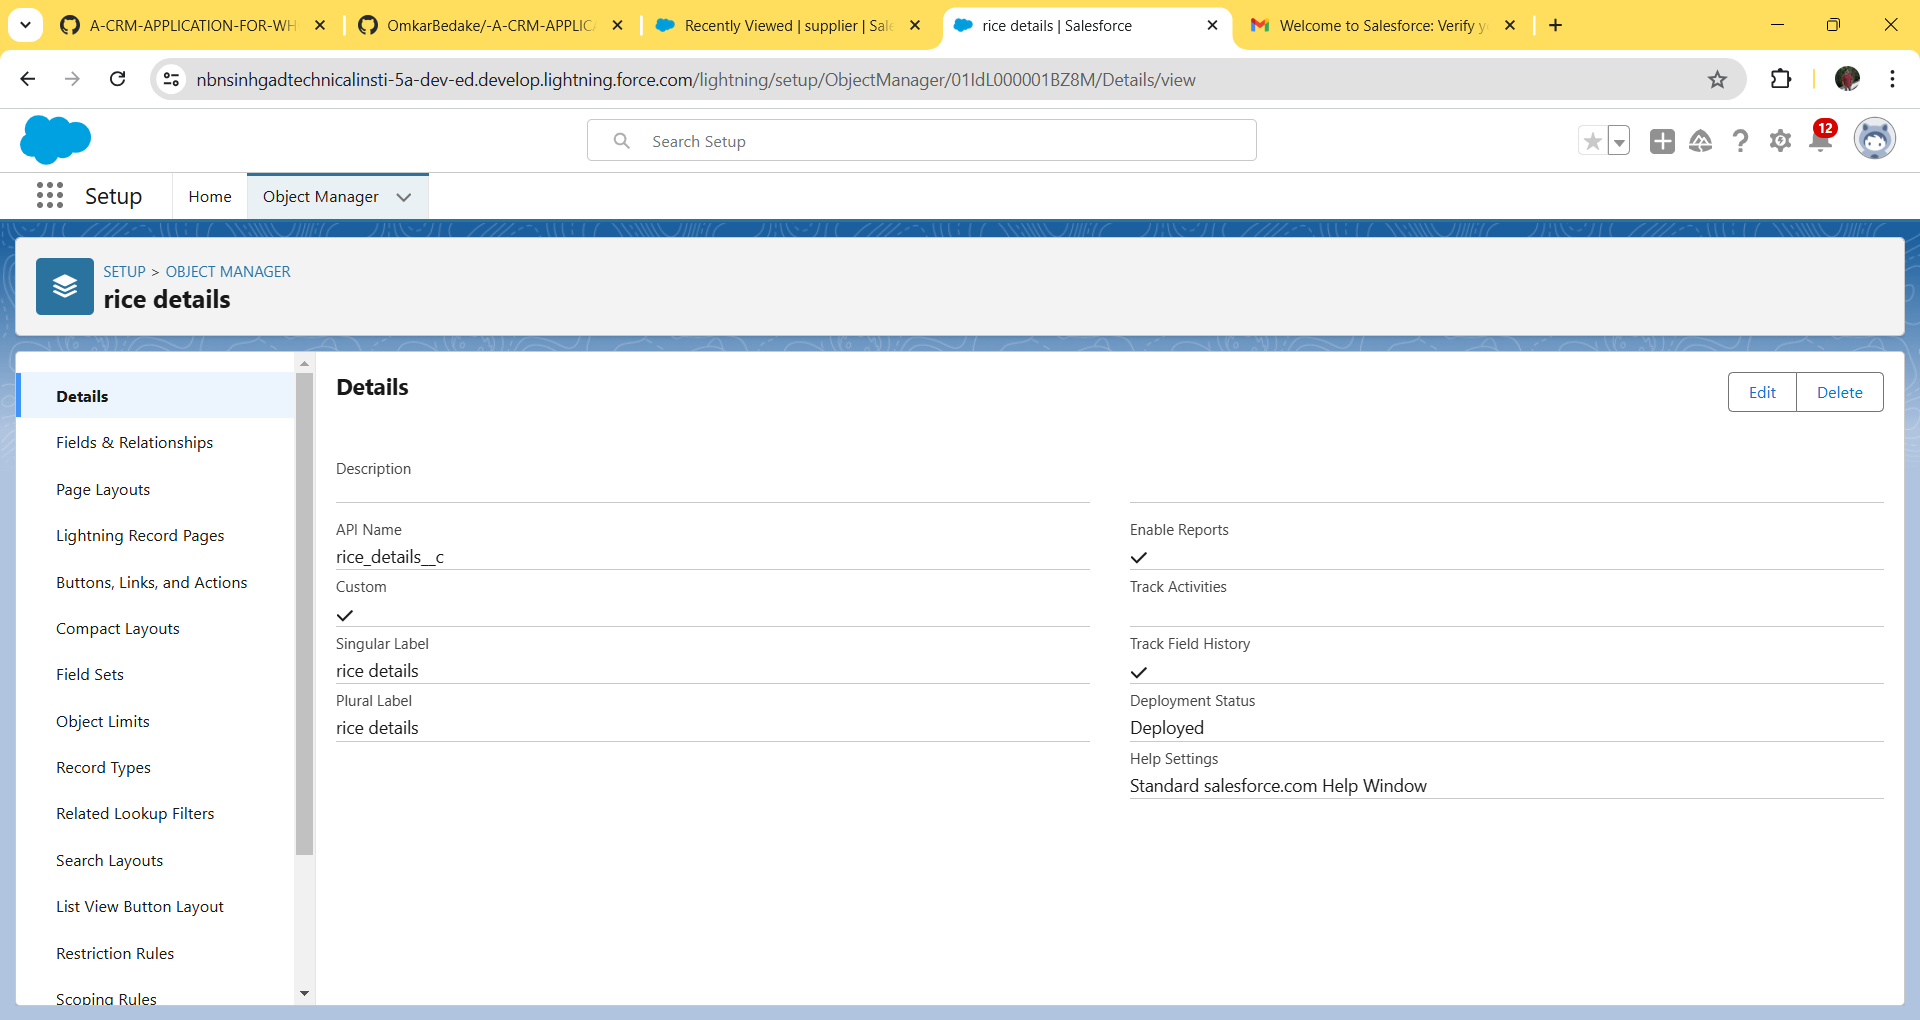 A-CRM-APPLICATION-FOR-WH
OmkarBedake/-A-CRM-APPLICA
Recently Viewed | supplier | Sale
rice details | Salesforce
Welcome to Salesforce: Verify yo
nbnsinhgadtechnicalinsti-5a-dev-ed.develop.lightning.force.com/lightning/setup/ObjectManager/01IdL000001BZ8M/Details/view
Search Setup
12
Setup
Home
Object Manager
SETUP > OBJECT MANAGER
rice details
Details
Fields & Relationships
Page Layouts
Lightning Record Pages
Buttons, Links, and Actions
Compact Layouts
Field Sets
Object Limits
Record Types
Related Lookup Filters
Search Layouts
List View Button Layout
Restriction Rules
Scoping Rules
Details
Edit
Delete
Description
API Name
rice_details__c
Custom
Singular Label
rice details
Plural Label
rice details
Enable Reports
Track Activities
Track Field History
Deployment Status
Deployed
Help Settings
Standard salesforce.com Help Window